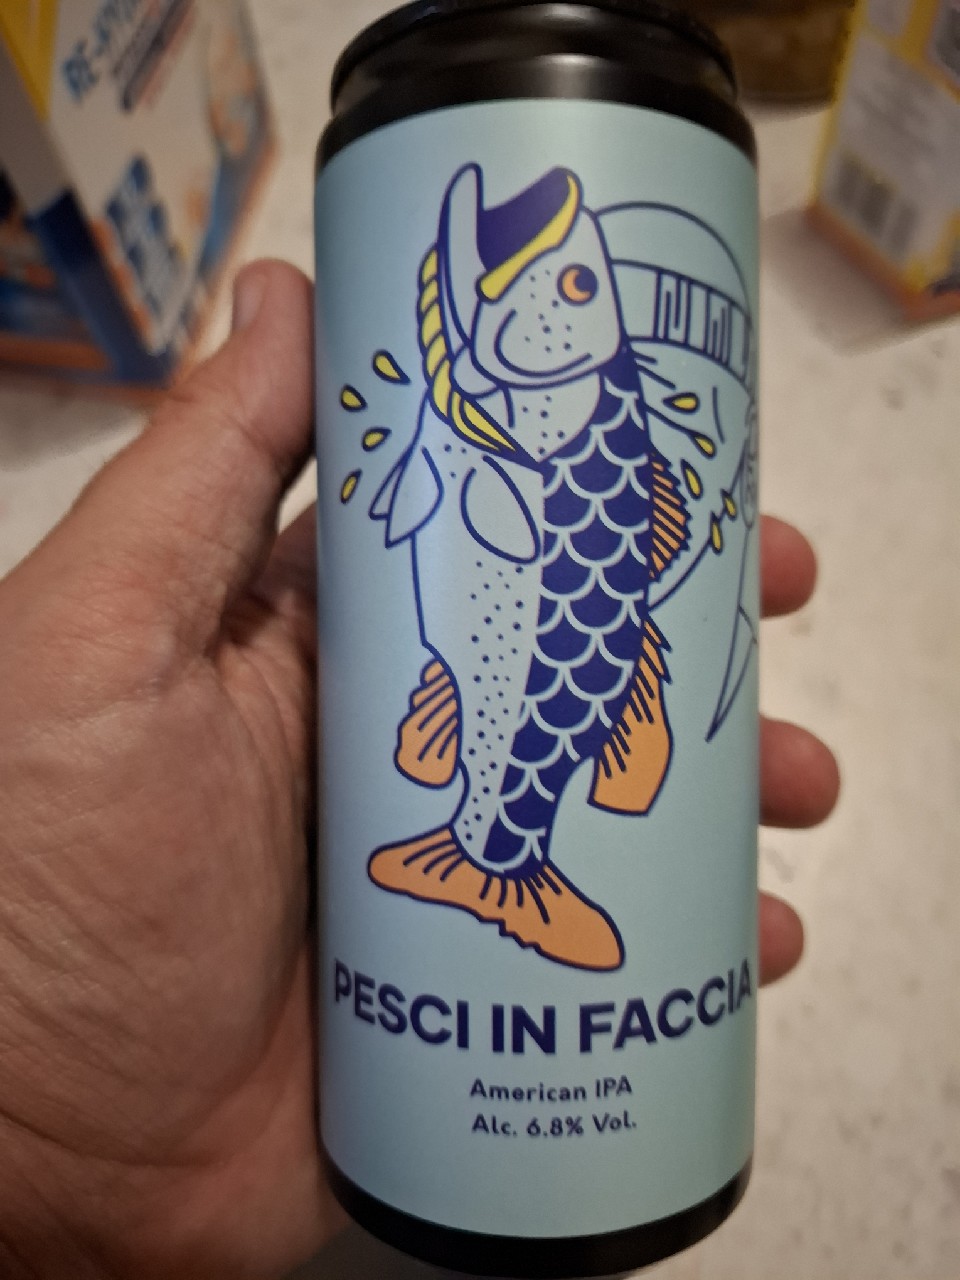 PESCI IN FACCIA
American IPA
Alc. 6.8% Vol.